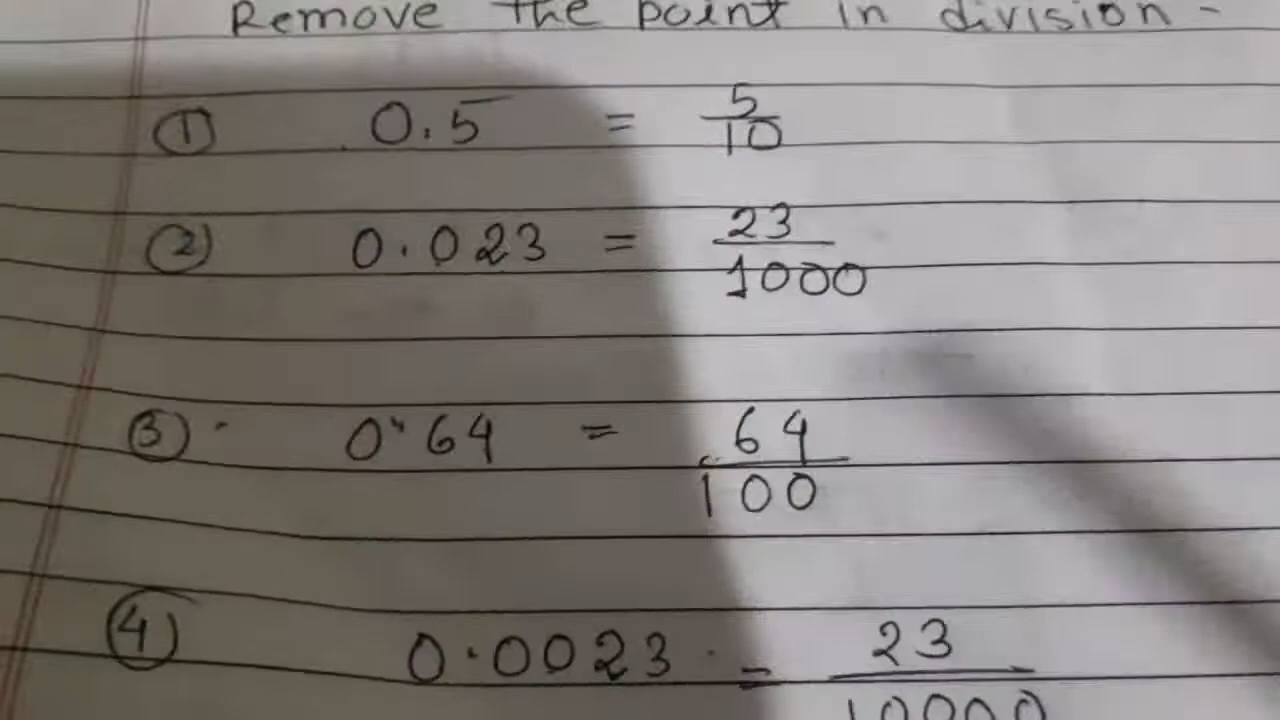 Remove the point in division -
① 0.5 = 5/10
② 0.023 = 23/1000
③ 0.64 = 64/100
④ 0.0023 = 23/10000